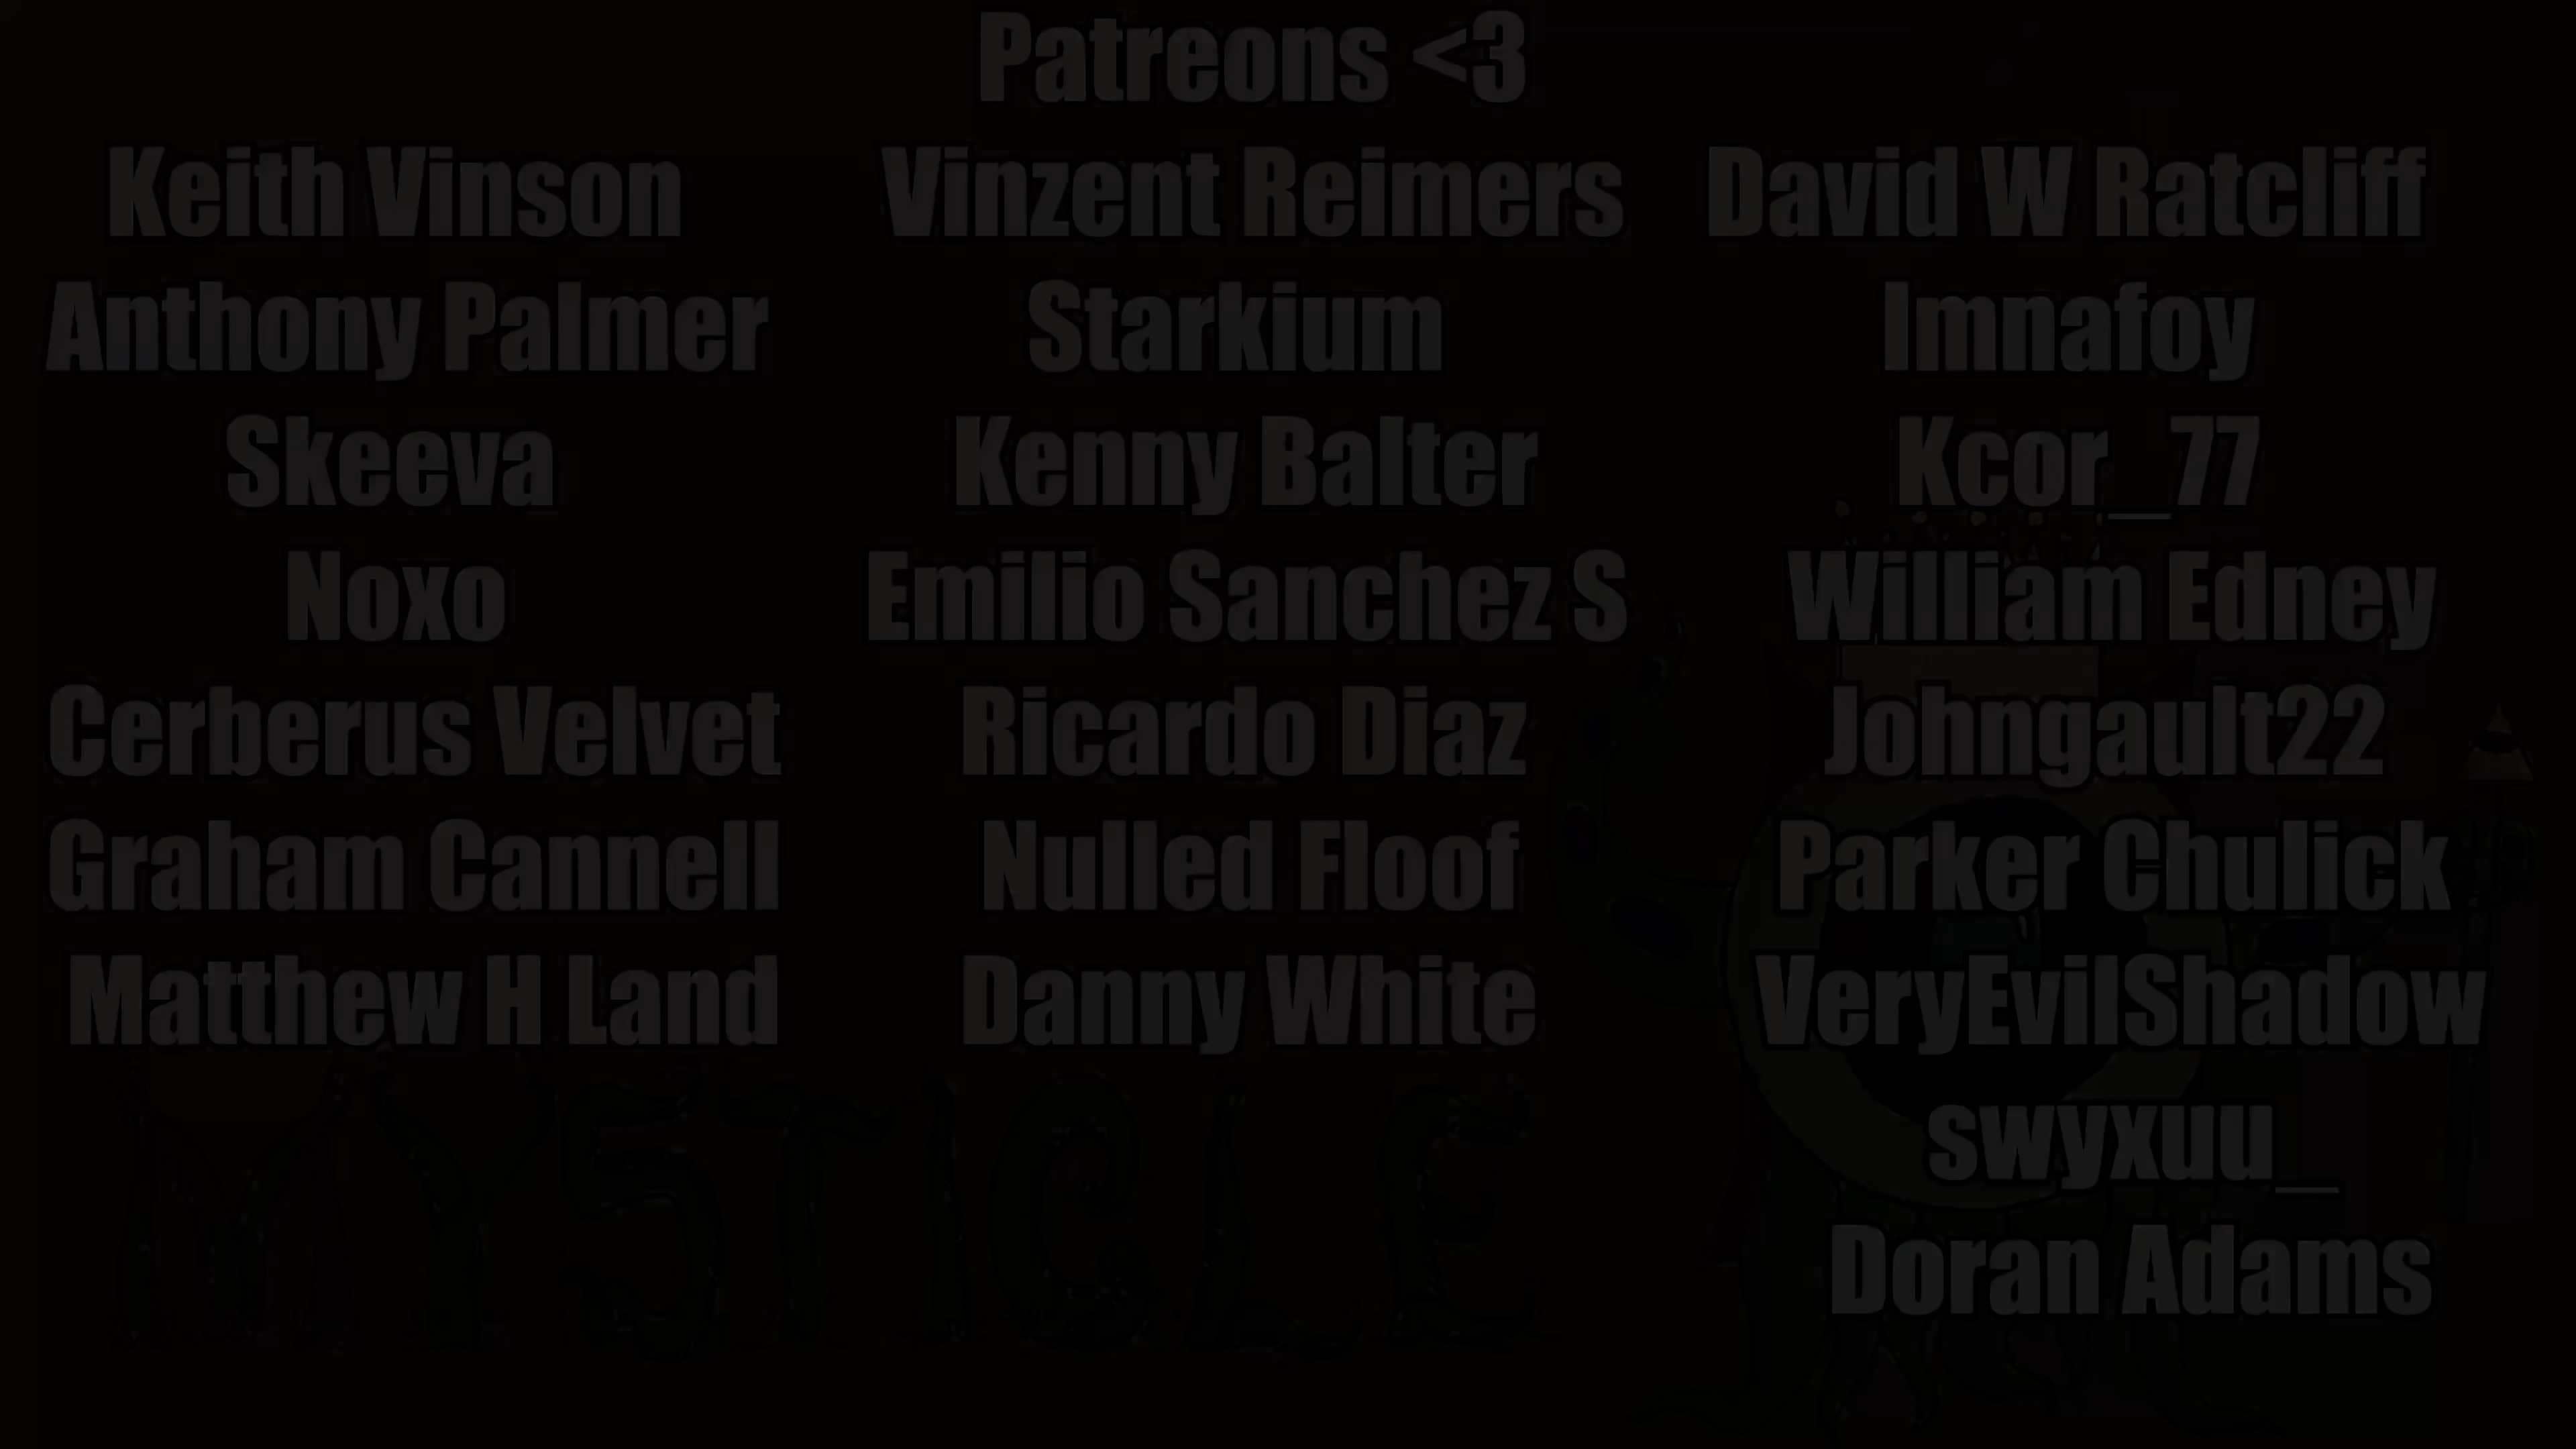 Patreons <3
Keith Vinson Vinzent Reimers David W Ratcliff
Anthony Palmer Starkium Imnafoy
Skeeva Kenny Balter Kcor_77
Noxo Emilio Sanchez S William Edney
Cerberus Velvet Ricardo Diaz Johngault22
Graham Cannell Nulled Floof Parker Chulick
Matthew H Land Danny White VeryEvilShadow
swyxuu_
Doran Adams
MYSTICLE